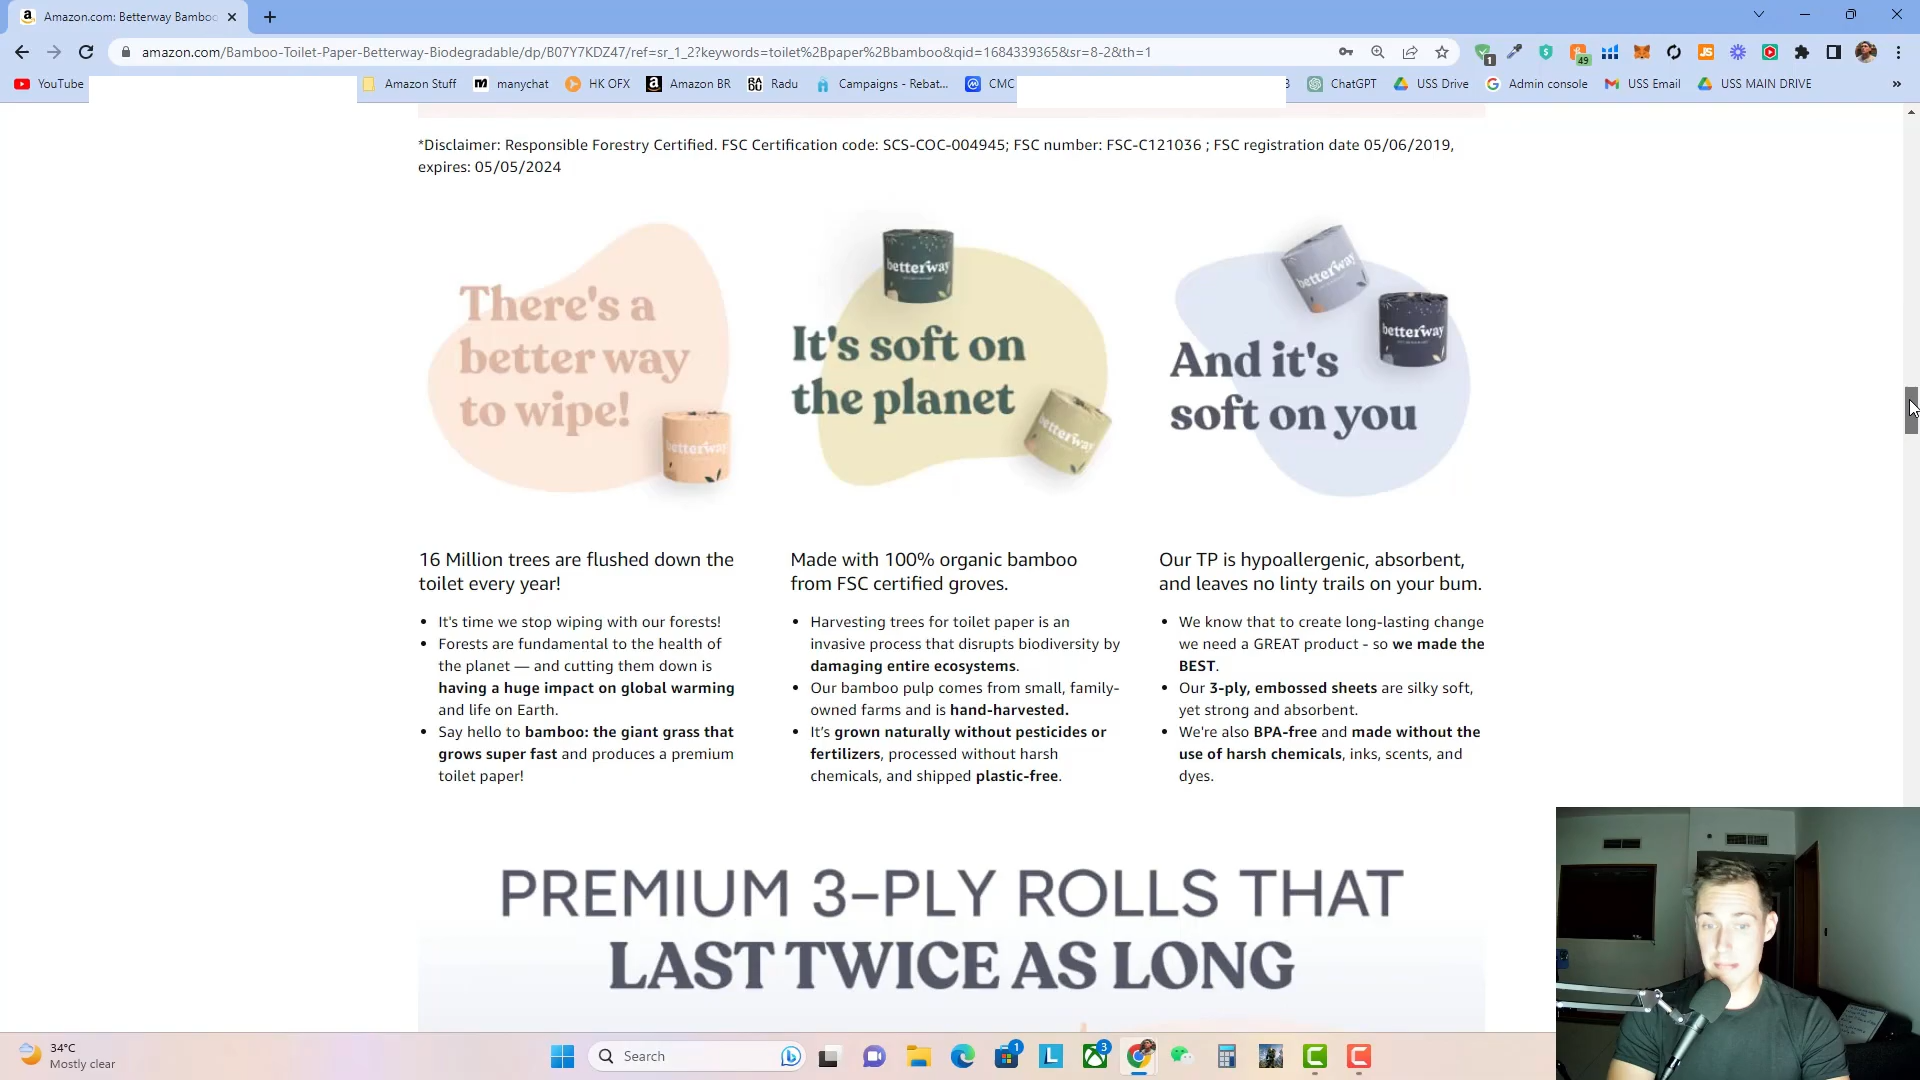 Amazon.com: Betterway Bamboo
amazon.com/Bamboo-Toilet-Paper-Betterway-Biodegradable/dp/B07Y7KDZ47/ref=sr_1_2?keywords=toilet%2Bpaper%2Bbamboo&qid=1684339365&sr=8-2&th=1
1
49
YouTube
Amazon Stuff
manychat
HK OFX
Amazon BR
Radu
Campaigns - Rebat...
CMC
ChatGPT
USS Drive
Admin console
USS Email
USS MAIN DRIVE
*Disclaimer: Responsible Forestry Certified. FSC Certification code: SCS-COC-004945; FSC number: FSC-C121036 ; FSC registration date 05/06/2019,
expires: 05/05/2024
There's a
better way
to wipe!
betterway
betterway
It's soft on
the planet
betterway
betterway
betterway
And it's
soft on you
16 Million trees are flushed down the
toilet every year!
• It's time we stop wiping with our forests!
• Forests are fundamental to the health of
the planet — and cutting them down is
having a huge impact on global warming
and life on Earth.
• Say hello to bamboo: the giant grass that
grows super fast and produces a premium
toilet paper!
Made with 100% organic bamboo
from FSC certified groves.
• Harvesting trees for toilet paper is an
invasive process that disrupts biodiversity by
damaging entire ecosystems.
• Our bamboo pulp comes from small, family-
owned farms and is hand-harvested.
• It’s grown naturally without pesticides or
fertilizers, processed without harsh
chemicals, and shipped plastic-free.
Our TP is hypoallergenic, absorbent,
and leaves no linty trails on your bum.
• We know that to create long-lasting change
we need a GREAT product - so we made the
BEST.
• Our 3-ply, embossed sheets are silky soft,
yet strong and absorbent.
• We're also BPA-free and made without the
use of harsh chemicals, inks, scents, and
dyes.
PREMIUM 3-PLY ROLLS THAT
LAST TWICE AS LONG
34°C
Mostly clear
Search
1
3